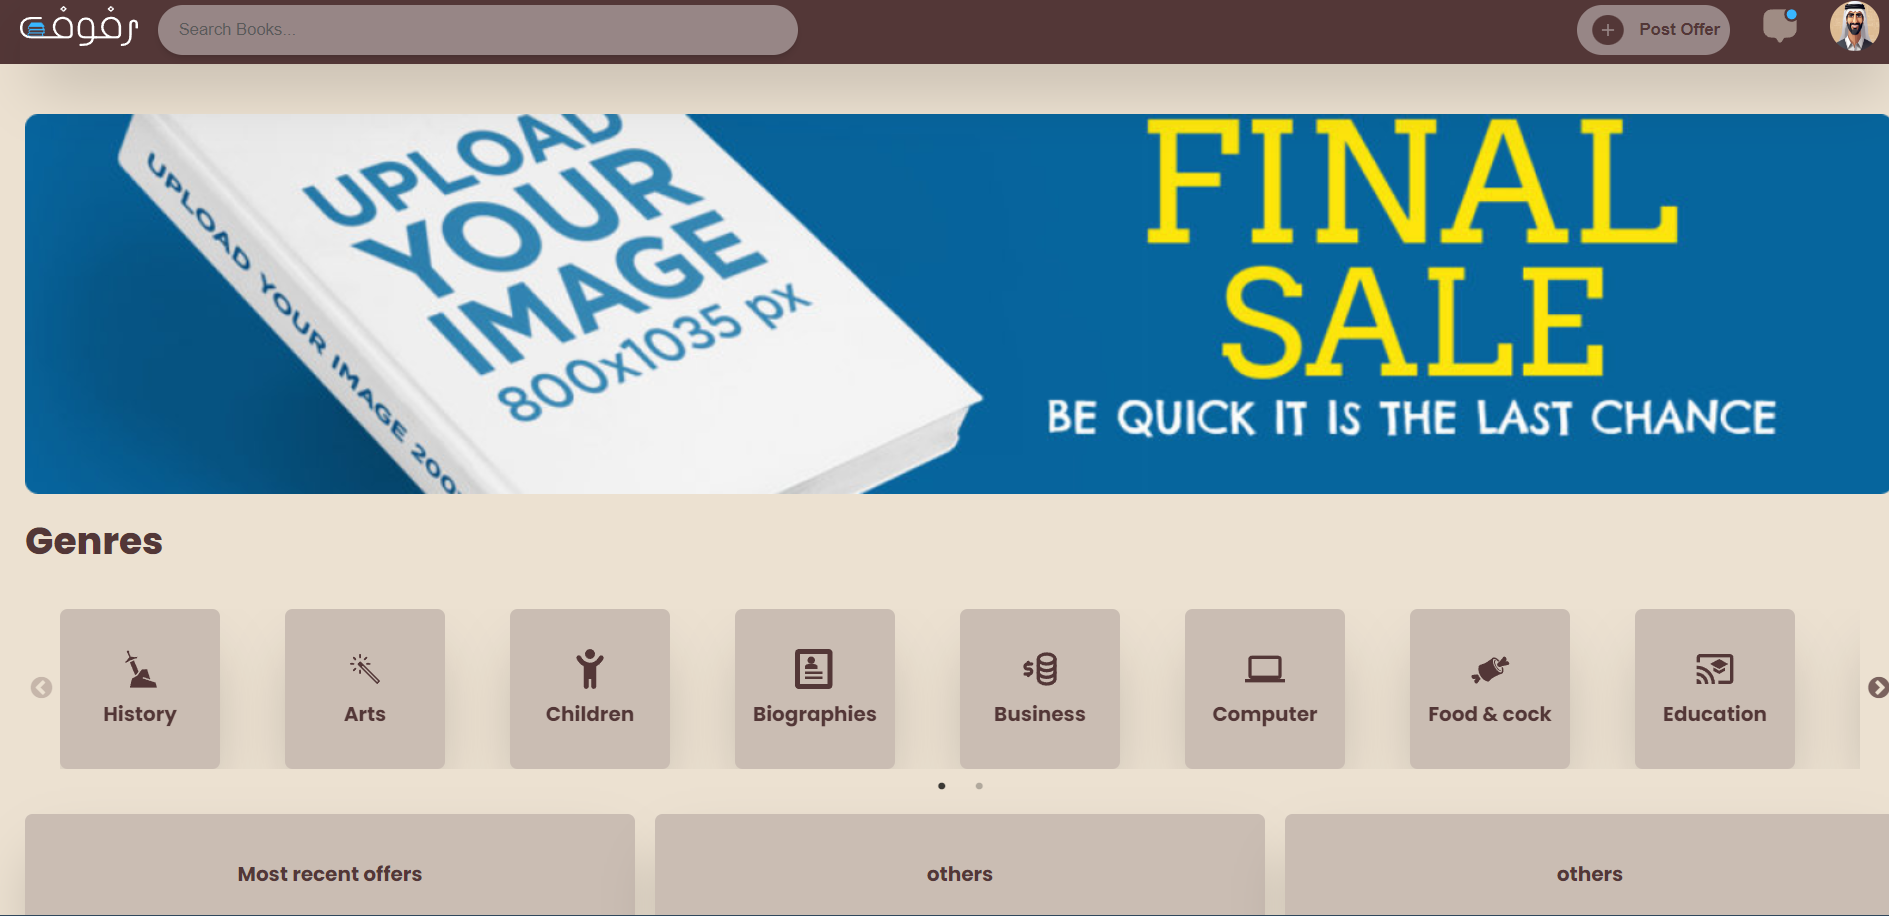 رفوف
Search Books...
Post Offer
UPLOAD
YOUR
IMAGE
800x1035 px
UPLOAD YOUR IMAGE 200
FINAL
SALE
BE QUICK IT IS THE LAST CHANCE
Genres
History
Arts
Children
Biographies
Business
Computer
Food & cock
Education
Most recent offers
others
others